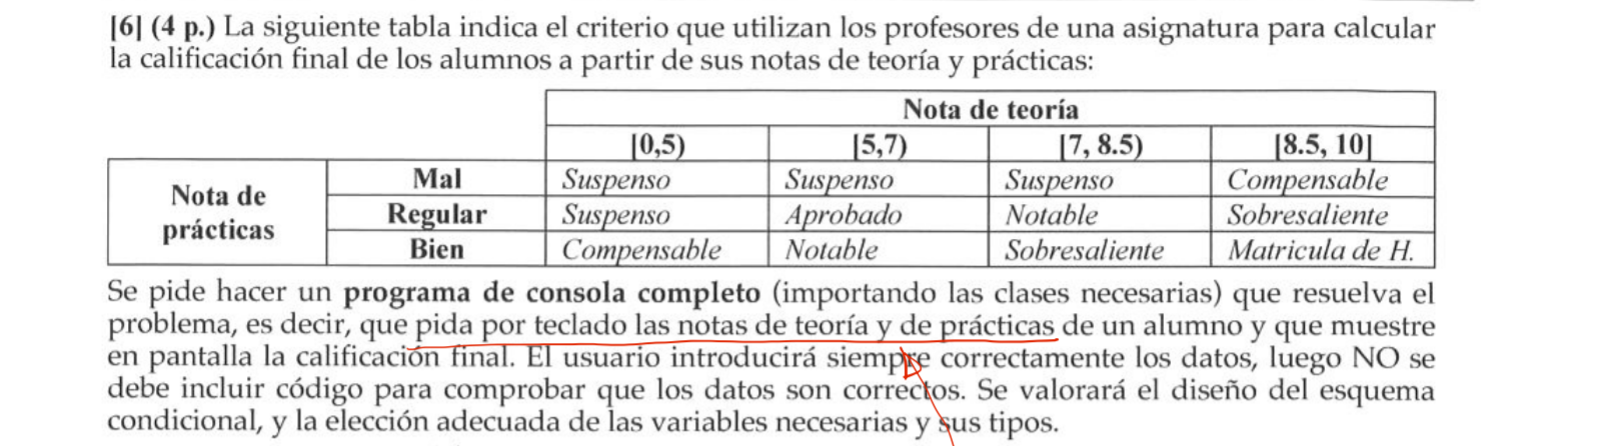 [6] (4 p.) La siguiente tabla indica el criterio que utilizan los profesores de una asignatura para calcular
la calificación final de los alumnos a partir de sus notas de teoría y prácticas:
Nota de teoría
[0,5) [5,7) [7, 8.5) [8.5, 10]
Nota de prácticas
Mal Suspenso Suspenso Suspenso Compensable
Regular Suspenso Aprobado Notable Sobresaliente
Bien Compensable Notable Sobresaliente Matricula de H.
Se pide hacer un programa de consola completo (importando las clases necesarias) que resuelva el
problema, es decir, que pida por teclado las notas de teoría y de prácticas de un alumno y que muestre
en pantalla la calificación final. El usuario introducirá siempre correctamente los datos, luego NO se
debe incluir código para comprobar que los datos son correctos. Se valorará el diseño del esquema
condicional, y la elección adecuada de las variables necesarias y sus tipos.